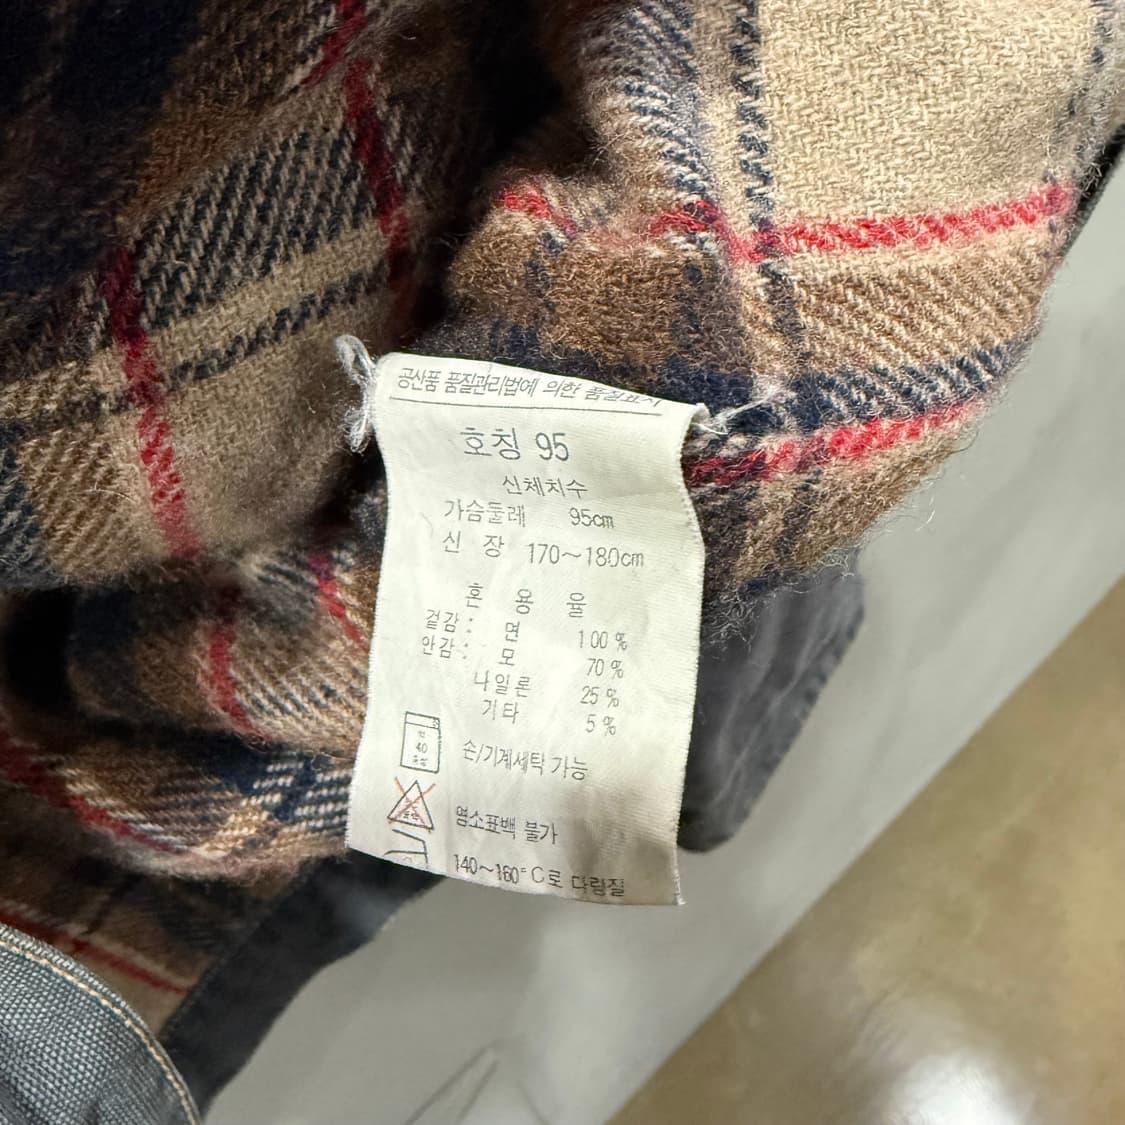 공산품 품질관리법에 의한 품질표시
호칭 95
신체치수
가슴둘레 95cm
신 장 170~180cm
혼 용 율
겉감 : 면 100 %
안감 : 모 70 %
나일론 25 %
기타 5 %
40
손/기계세탁 가능
염소표백 불가
140~160°C로 다림질